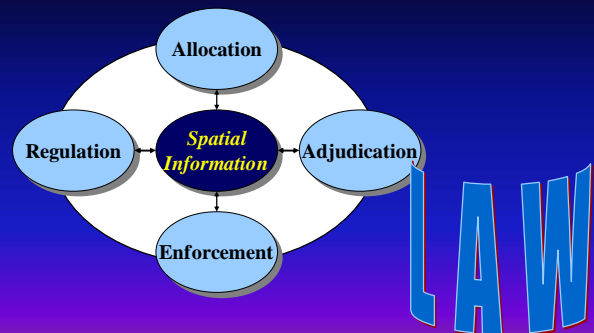 Allocation
Regulation
Spatial
Information
Adjudication
Enforcement
LAW